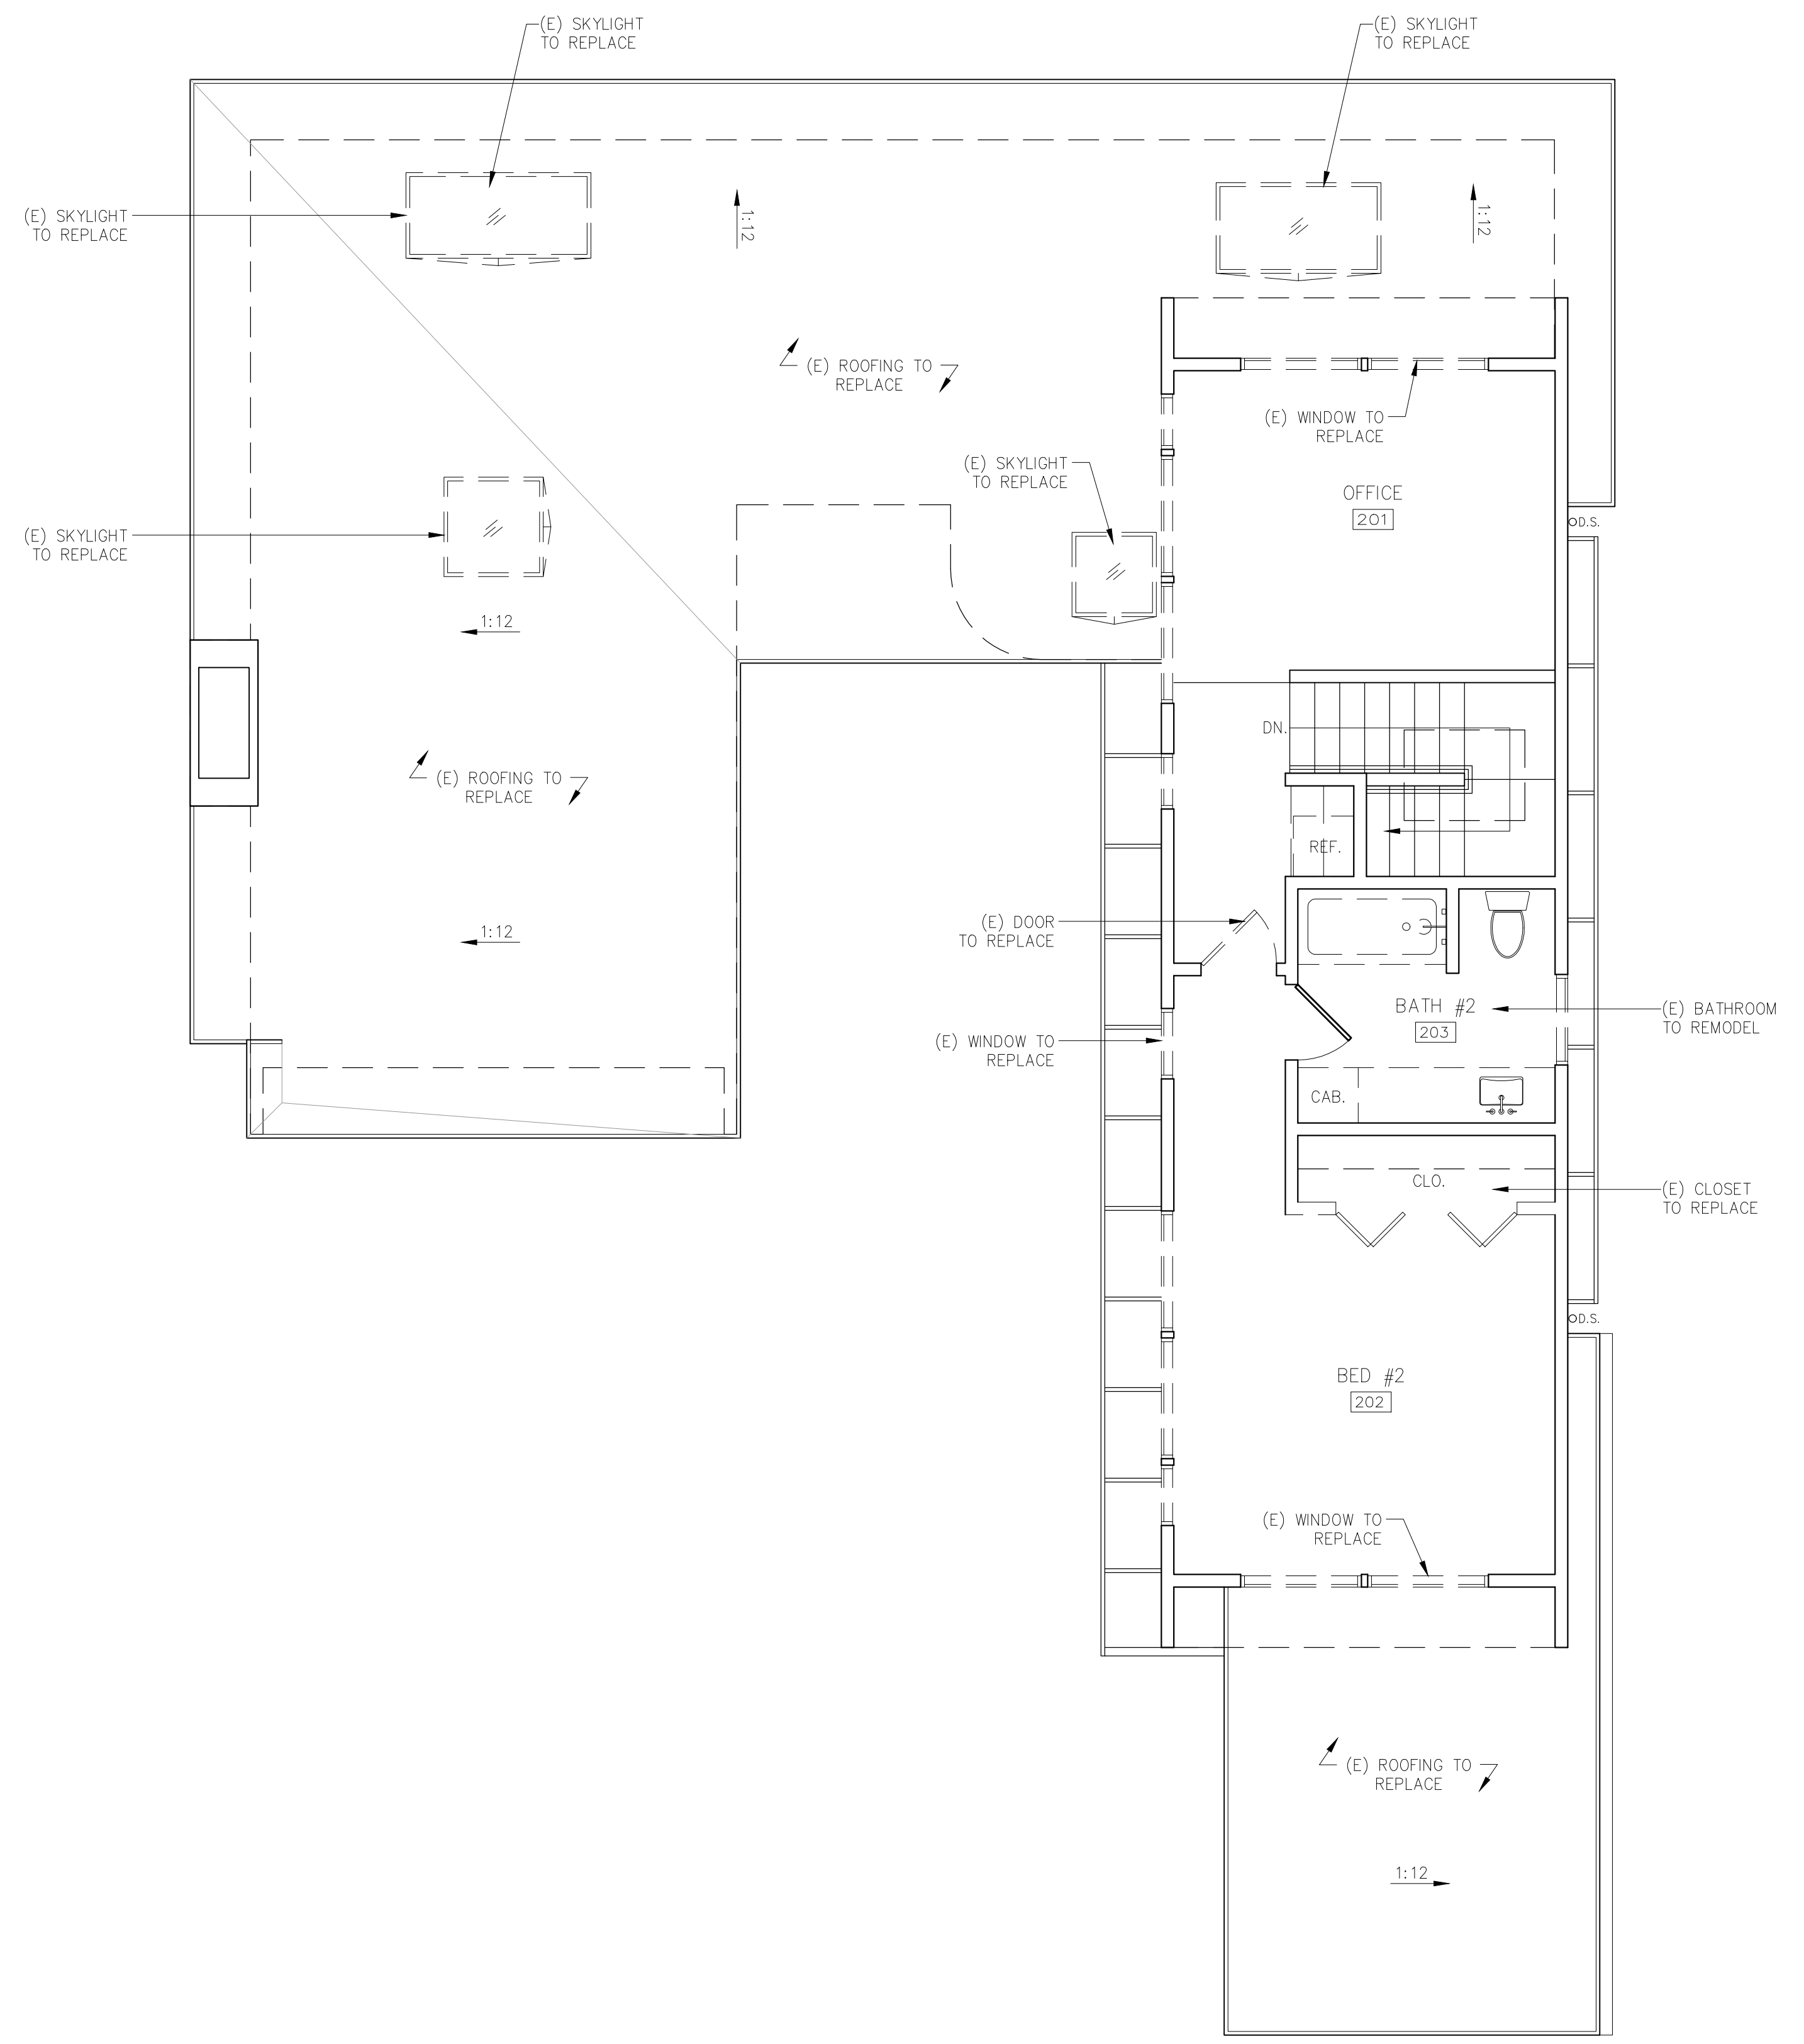 (E) SKYLIGHT
TO REPLACE
(E) SKYLIGHT
TO REPLACE
(E) SKYLIGHT
TO REPLACE
1:12
1:12
(E) ROOFING TO
REPLACE
(E) WINDOW TO
REPLACE
(E) SKYLIGHT
TO REPLACE
OFFICE
201
D.S.
(E) SKYLIGHT
TO REPLACE
1:12
DN.
(E) ROOFING TO
REPLACE
REF.
1:12
(E) DOOR
TO REPLACE
BATH #2
203
(E) BATHROOM
TO REMODEL
(E) WINDOW TO
REPLACE
CAB.
CLO.
(E) CLOSET
TO REPLACE
D.S.
BED #2
202
(E) WINDOW TO
REPLACE
(E) ROOFING TO
REPLACE
1:12